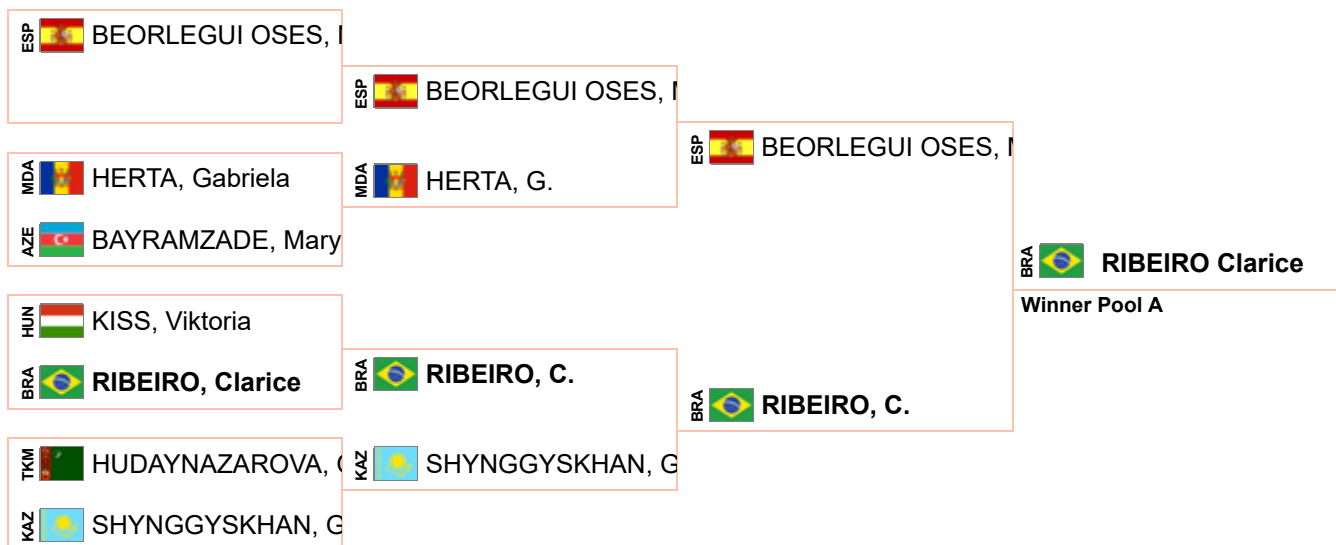 ESP BEORLEGUI OSES,
MDA HERTA, Gabriela
AZE BAYRAMZADE, Mary
HUN KISS, Viktoria
BRA RIBEIRO, Clarice
TKM HUDAYNAZAROVA,
KAZ SHYNGGYSKHAN, G
ESP BEORLEGUI OSES,
MDA HERTA, G.
BRA RIBEIRO, C.
KAZ SHYNGGYSKHAN, G
ESP BEORLEGUI OSES,
BRA RIBEIRO, C.
BRA RIBEIRO Clarice
Winner Pool A